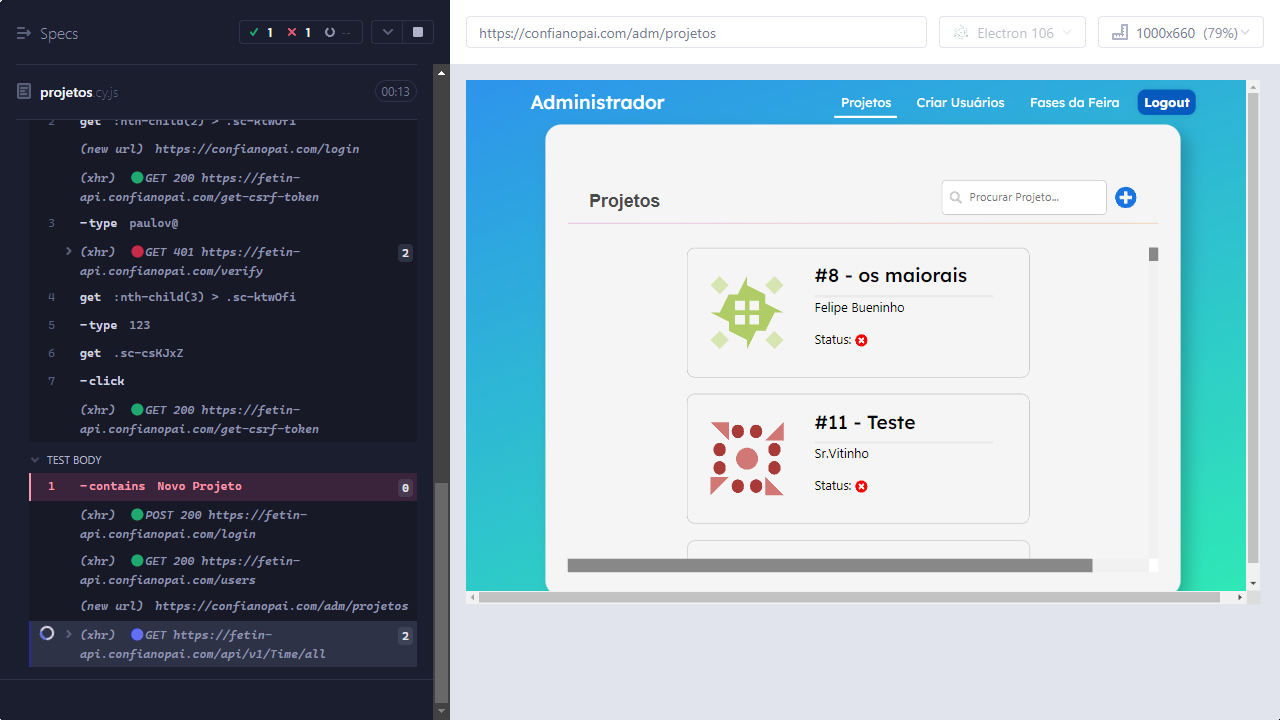 Specs
1
1
--
https://confianopai.com/adm/projetos
Electron 106
1000x660 (79%)
projetos.cy.js
00:13
2 get :nth-child(2) > .sc-ktwOfi
(new url) https://confianopai.com/login
(xhr) GET 200 https://fetin-
api.confianopai.com/get-csrf-token
3 -type paulov@
(xhr) GET 401 https://fetin-
api.confianopai.com/verify
2
4 get :nth-child(3) > .sc-ktwOfi
5 -type 123
6 get .sc-csKJxZ
7 -click
(xhr) GET 200 https://fetin-
api.confianopai.com/get-csrf-token
TEST BODY
1 -contains Novo Projeto 0
(xhr) POST 200 https://fetin-
api.confianopai.com/login
(xhr) GET 200 https://fetin-
api.confianopai.com/users
(new url) https://confianopai.com/adm/projetos
(xhr) GET https://fetin-
api.confianopai.com/api/v1/Time/all
2
Administrador
Projetos
Criar Usuários
Fases da Feira
Logout
Projetos
Procurar Projeto...
#8 - os maiorais
Felipe Bueninho
Status:
#11 - Teste
Sr.Vitinho
Status: